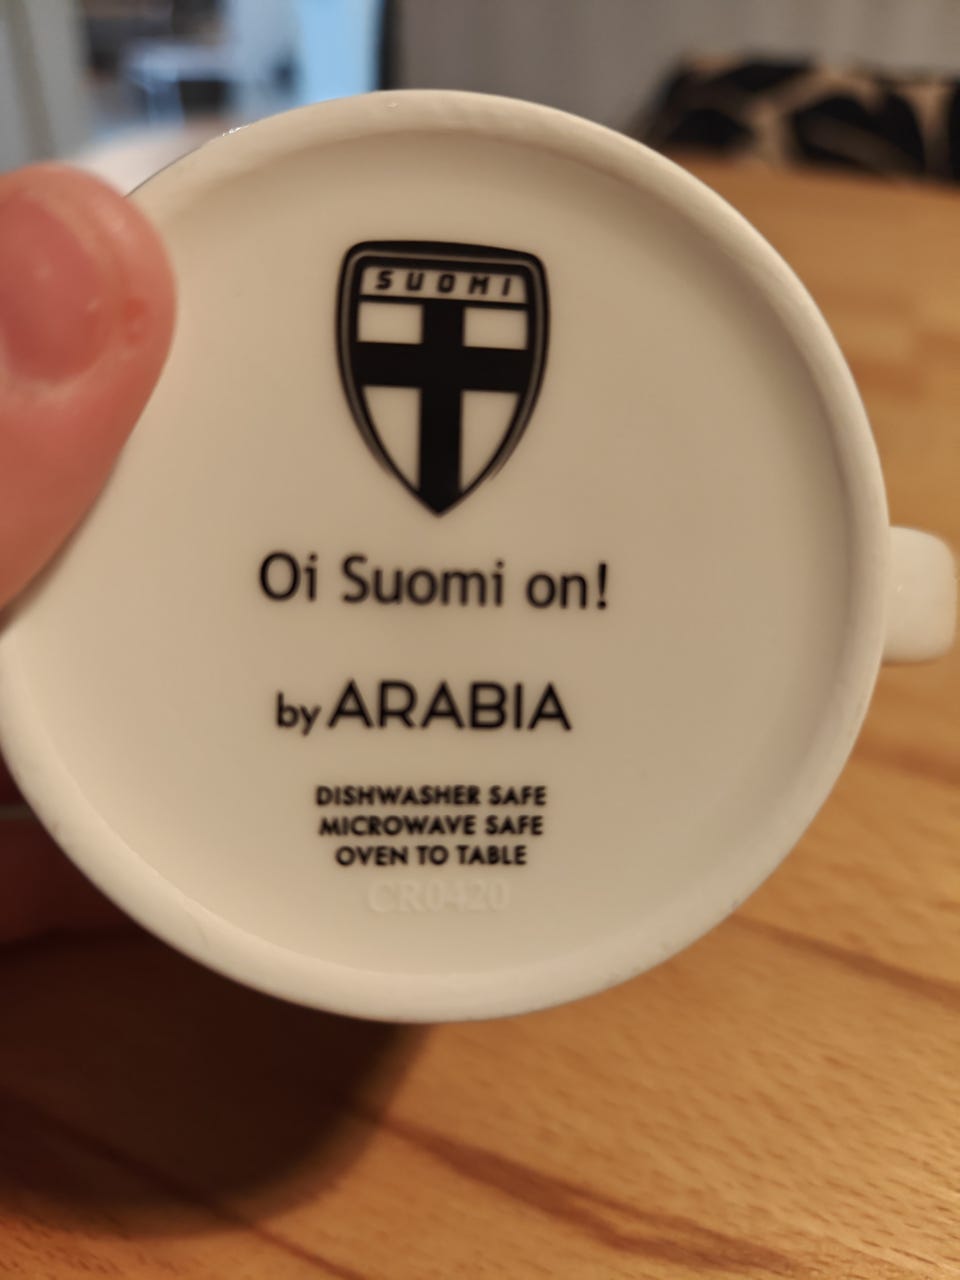 SUOMI
Oi Suomi on!
by ARABIA
DISHWASHER SAFE
MICROWAVE SAFE
OVEN TO TABLE
CR0420